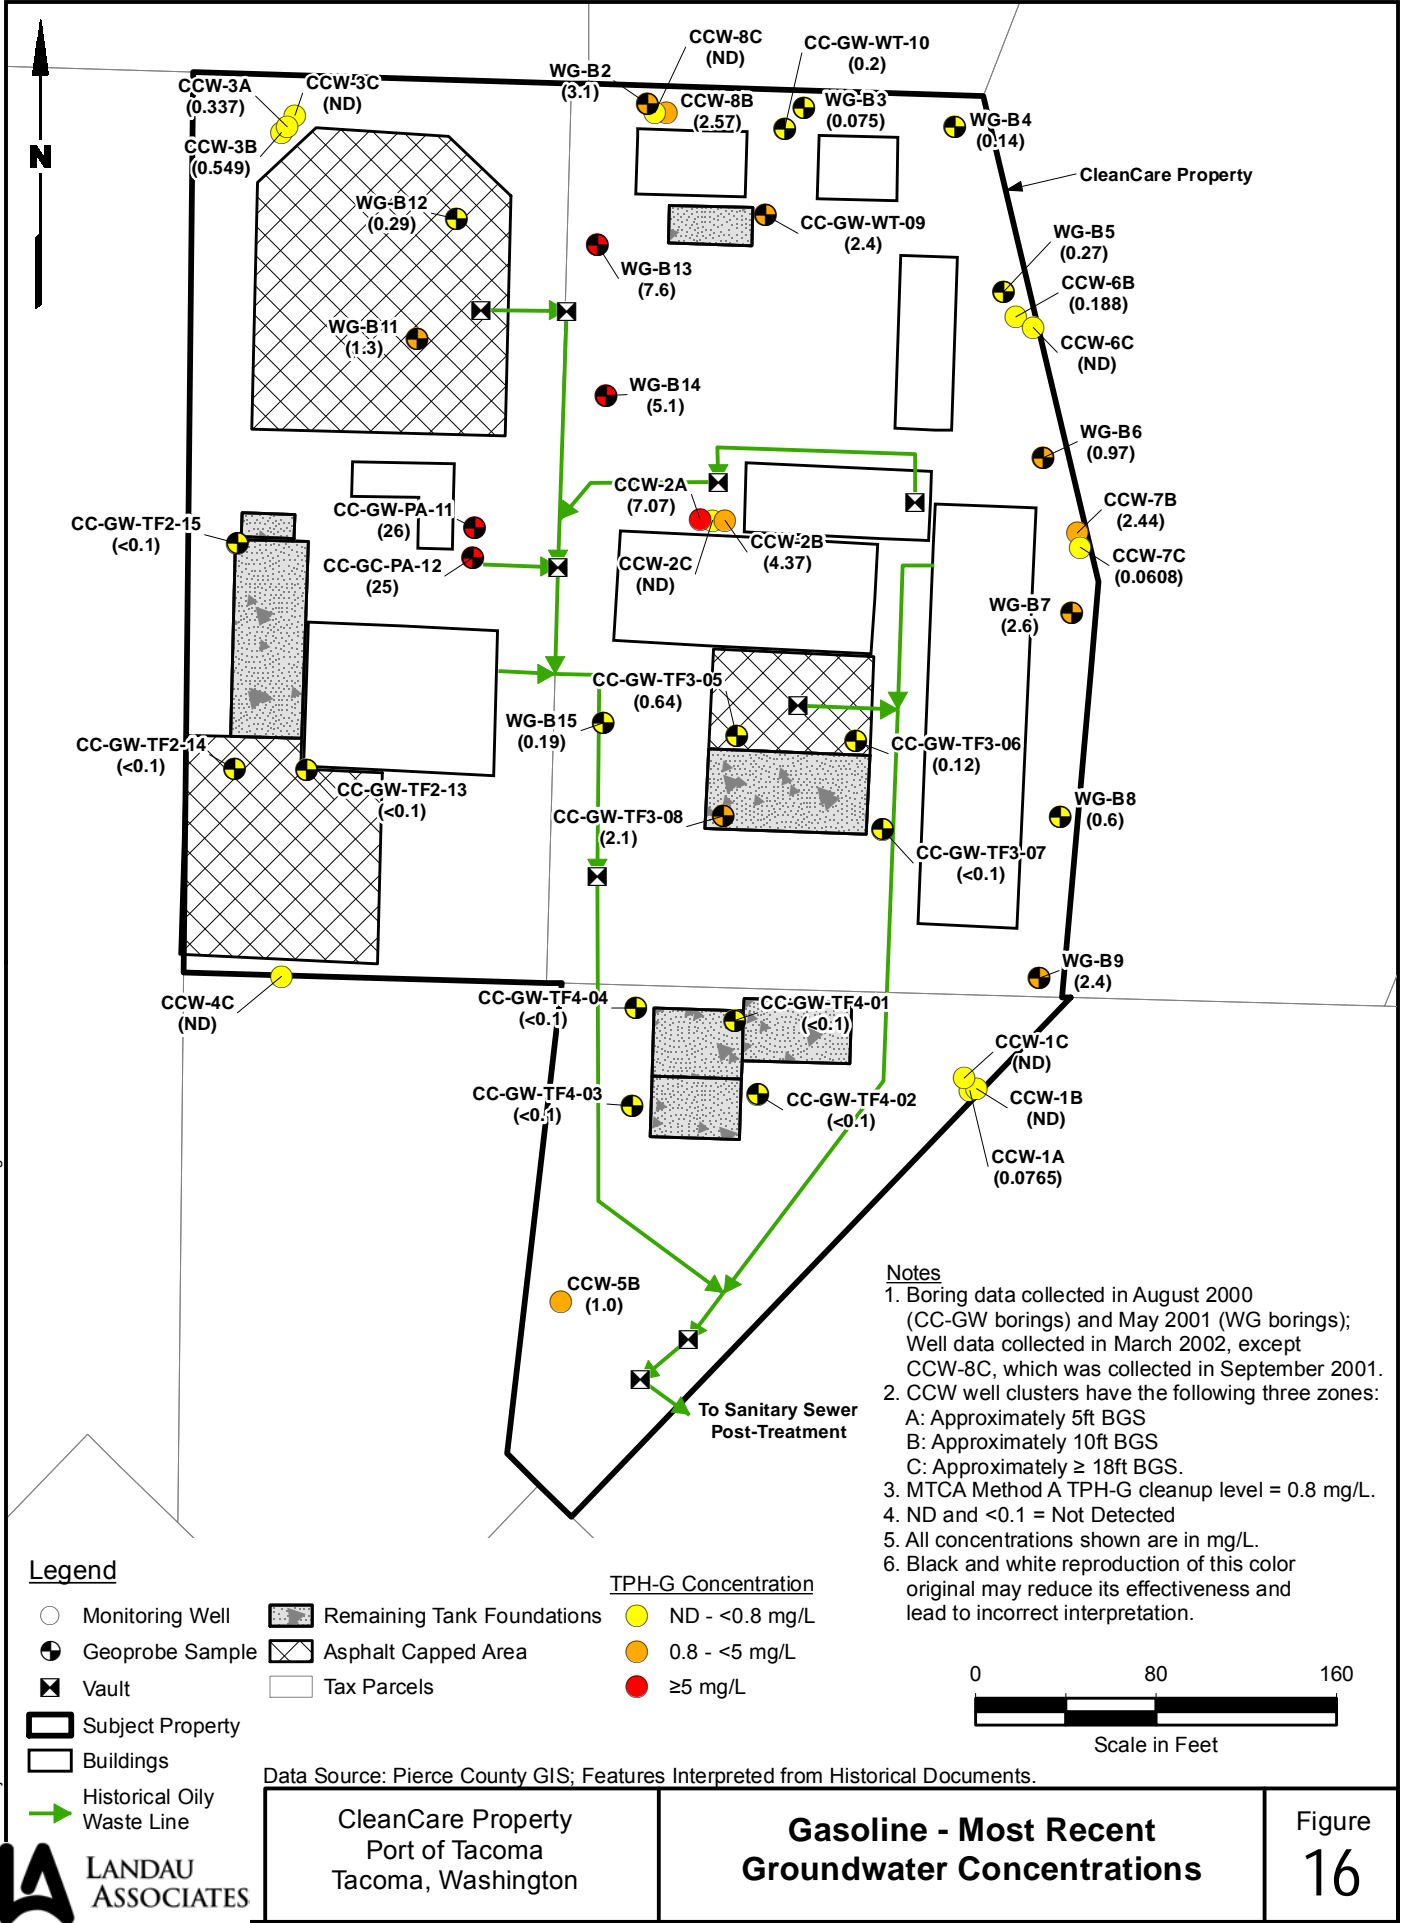 CCW-8C
(ND)
CC-GW-WT-10
(0.2)
WG-B2
(3.1)
CCW-3A
(0.337)
CCW-3C
(ND)
CCW-8B
(2.57)
WG-B3
(0.075)
WG-B4
(0.14)
CCW-3B
(0.549)
N
CleanCare Property
WG-B12
(0.29)
CC-GW-WT-09
(2.4)
WG-B5
(0.27)
WG-B13
(7.6)
CCW-6B
(0.188)
WG-B11
(1.3)
CCW-6C
(ND)
WG-B14
(5.1)
WG-B6
(0.97)
CCW-2A
(7.07)
CC-GW-PA-11
(26)
CC-GW-TF2-15
(<0.1)
CCW-7B
(2.44)
CCW-2B
(4.37)
CCW-2C
(ND)
CC-GC-PA-12
(25)
CCW-7C
(0.0608)
WG-B7
(2.6)
CC-GW-TF3-05
(0.64)
WG-B15
(0.19)
CC-GW-TF2-14
(<0.1)
CC-GW-TF3-06
(0.12)
CC-GW-TF2-13
(<0.1)
CC-GW-TF3-08
(2.1)
WG-B8
(0.6)
CC-GW-TF3-07
(<0.1)
WG-B9
(2.4)
CCW-4C
(ND)
CC-GW-TF4-04
(<0.1)
CC-GW-TF4-01
(<0.1)
CCW-1C
(ND)
CC-GW-TF4-03
(<0.1)
CC-GW-TF4-02
(<0.1)
CCW-1B
(ND)
CCW-1A
(0.0765)
CCW-5B
(1.0)
To Sanitary Sewer
Post-Treatment
Notes
1. Boring data collected in August 2000
(CC-GW borings) and May 2001 (WG borings);
Well data collected in March 2002, except
CCW-8C, which was collected in September 2001.
2. CCW well clusters have the following three zones:
A: Approximately 5ft BGS
B: Approximately 10ft BGS
C: Approximately ≥ 18ft BGS.
3. MTCA Method A TPH-G cleanup level = 0.8 mg/L.
4. ND and <0.1 = Not Detected
5. All concentrations shown are in mg/L.
6. Black and white reproduction of this color
original may reduce its effectiveness and
lead to incorrect interpretation.
Legend
Monitoring Well
Geoprobe Sample
Vault
Subject Property
Buildings
Historical Oily
Waste Line
Remaining Tank Foundations
Asphalt Capped Area
Tax Parcels
TPH-G Concentration
ND - <0.8 mg/L
0.8 - <5 mg/L
≥5 mg/L
0 80 160
Scale in Feet
Data Source: Pierce County GIS; Features Interpreted from Historical Documents.
LA LANDAU
ASSOCIATES
CleanCare Property
Port of Tacoma
Tacoma, Washington
Gasoline - Most Recent
Groundwater Concentrations
Figure
16